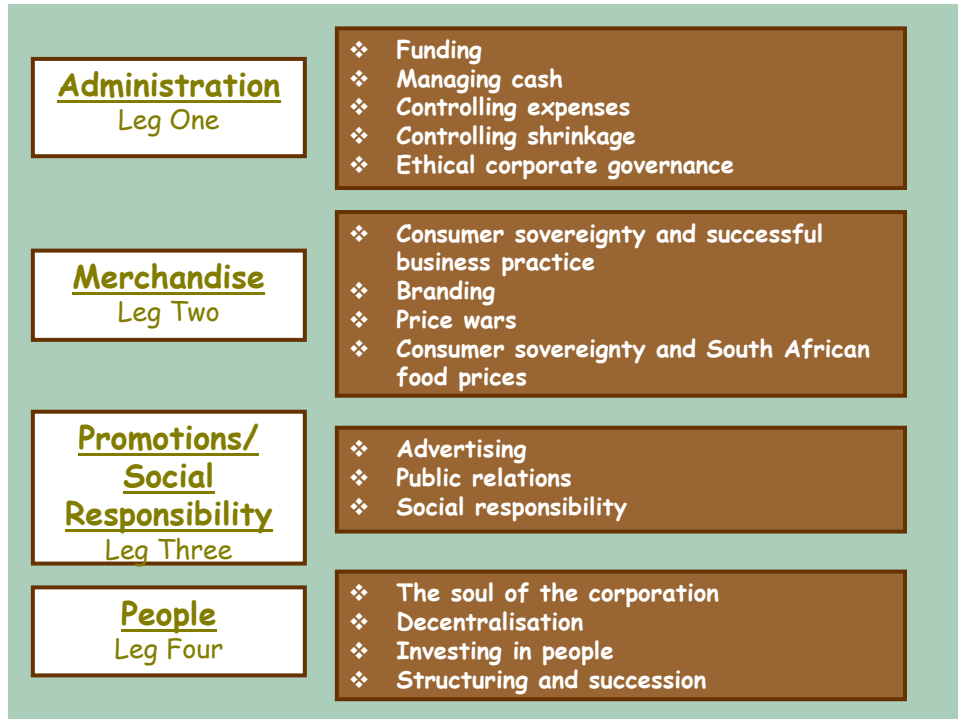 Administration
Leg One
❖ Funding
❖ Managing cash
❖ Controlling expenses
❖ Controlling shrinkage
❖ Ethical corporate governance
Merchandise
Leg Two
❖ Consumer sovereignty and successful
business practice
❖ Branding
❖ Price wars
❖ Consumer sovereignty and South African
food prices
Promotions/
Social
Responsibility
Leg Three
❖ Advertising
❖ Public relations
❖ Social responsibility
People
Leg Four
❖ The soul of the corporation
❖ Decentralisation
❖ Investing in people
❖ Structuring and succession